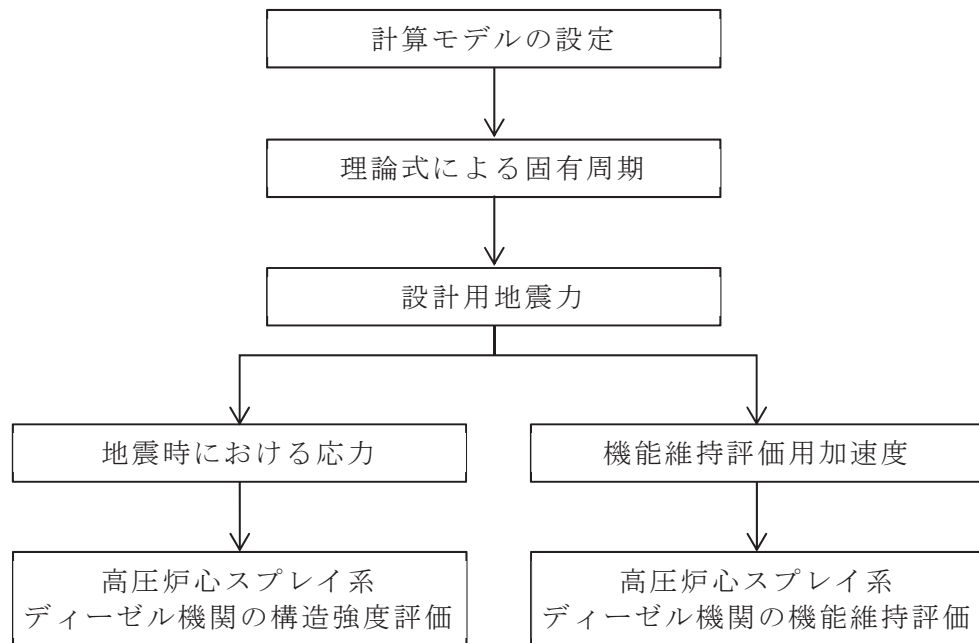 計算モデルの設定
理論式による固有周期
設計用地震力
地震時における応力
機能維持評価用加速度
高圧炉心スプレイ系
ディーゼル機関の構造強度評価
高圧炉心スプレイ系
ディーゼル機関の機能維持評価